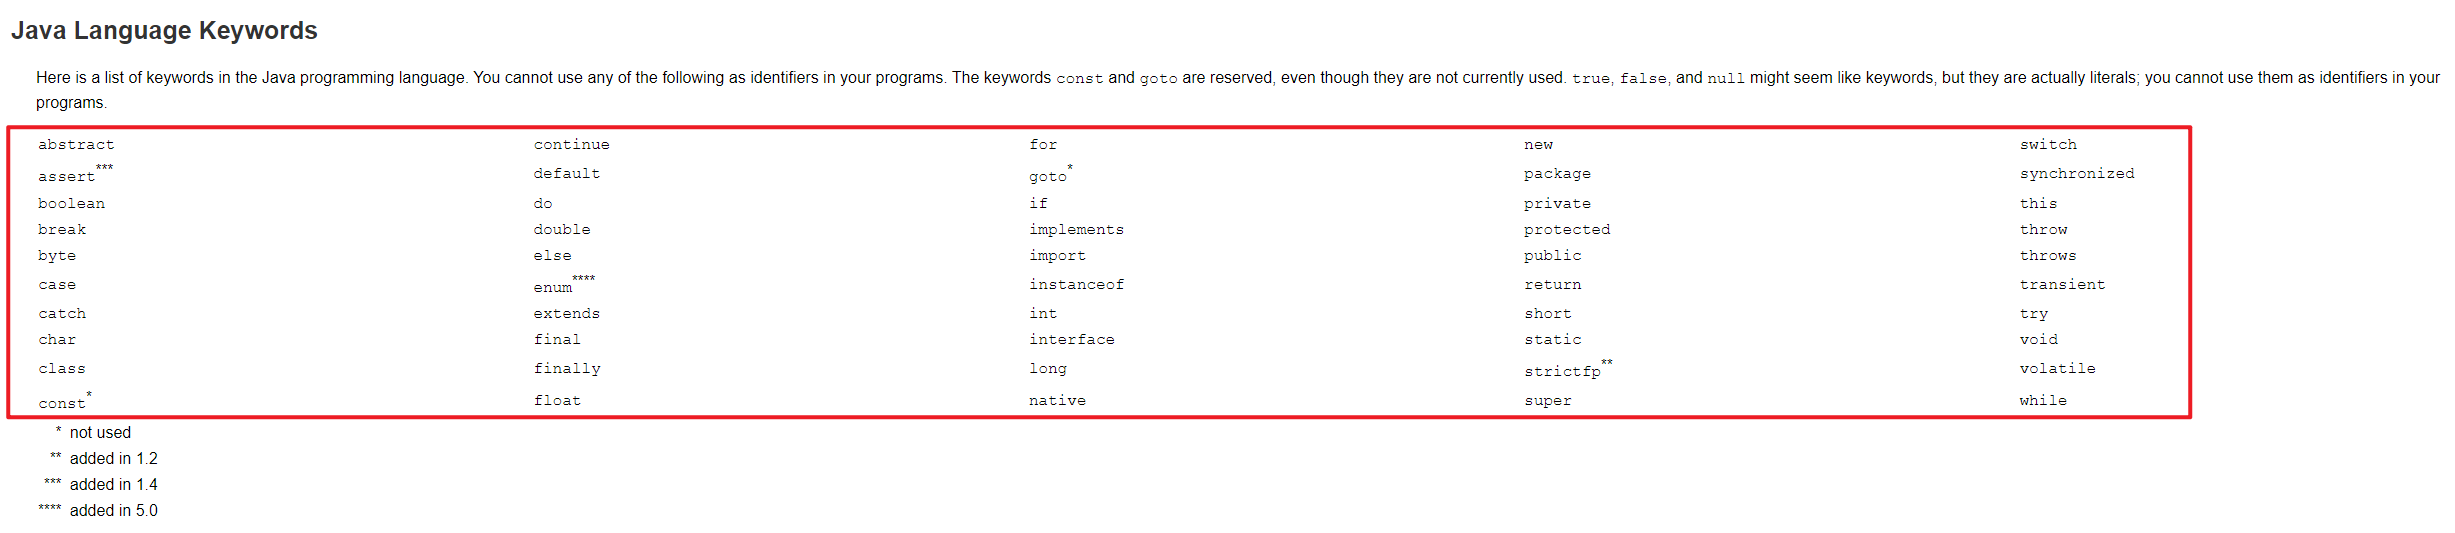 Java Language Keywords
Here is a list of keywords in the Java programming language. You cannot use any of the following as identifiers in your programs. The keywords const and goto are reserved, even though they are not currently used. true, false, and null might seem like keywords, but they are actually literals; you cannot use them as identifiers in your
programs.
abstract continue for new switch
assert*** default goto* package synchronized
boolean do if private this
break double implements protected throw
byte else import public throws
case enum**** instanceof return transient
catch extends int short try
char final interface static void
class finally long strictfp** volatile
const* float native super while
* not used
** added in 1.2
*** added in 1.4
**** added in 5.0